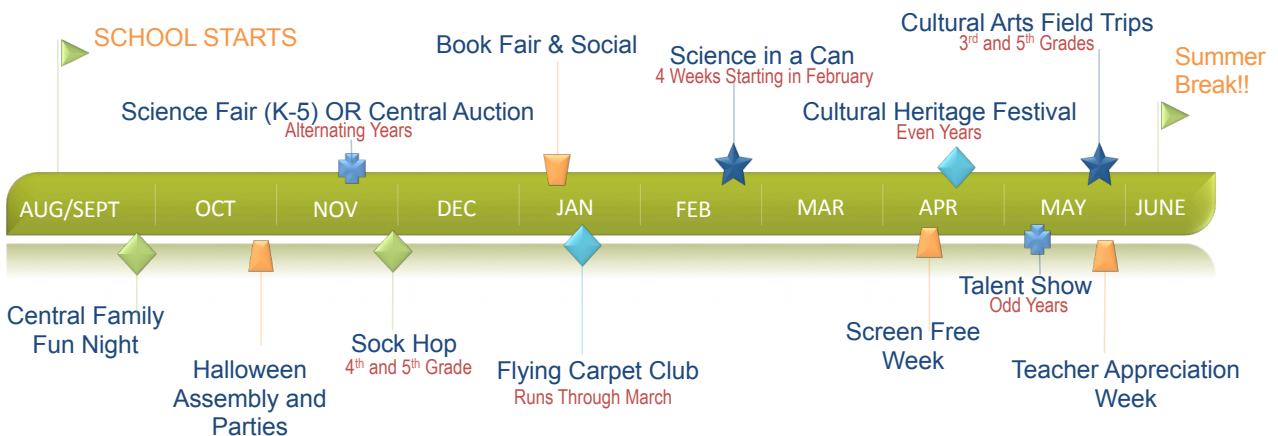 SCHOOL STARTS
Science Fair (K-5) OR Central Auction
Alternating Years
Book Fair & Social
Science in a Can
4 Weeks Starting in February
Cultural Arts Field Trips
3rd and 5th Grades
Cultural Heritage Festival
Even Years
Summer
Break!!
AUG/SEPT
OCT
NOV
DEC
JAN
FEB
MAR
APR
MAY
JUNE
Central Family
Fun Night
Halloween
Assembly and
Parties
Sock Hop
4th and 5th Grade
Flying Carpet Club
Runs Through March
Screen Free
Week
Talent Show
Odd Years
Teacher Appreciation
Week